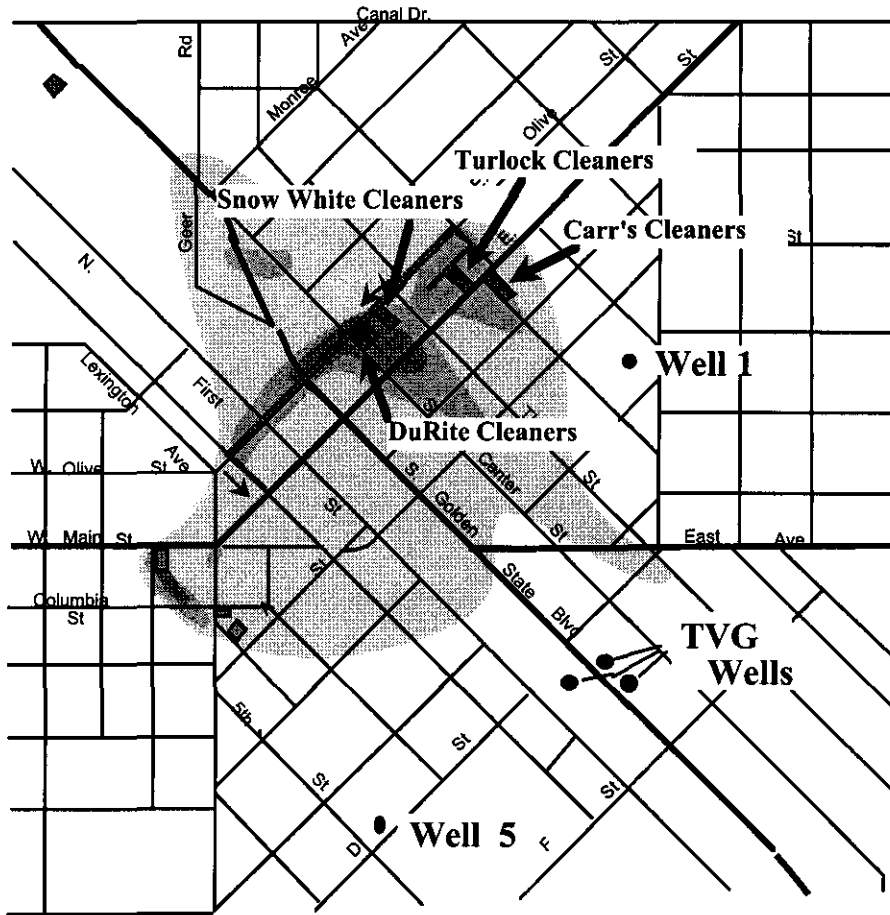 Canal Dr.
Rd
Ave
Monroe
St
St
Olive
Turlock Cleaners
Snow White Cleaners
Carr's Cleaners
St
Geer
N.
Well 1
Lexington
First
DuRite Cleaners
Ave
W. Olive St
S
Center
St
St
Golden
St
W. Main St
East Ave
St
State
Columbia
St
Blvd
TVG
Wells
5th
St
St
St
Well 5
D
F